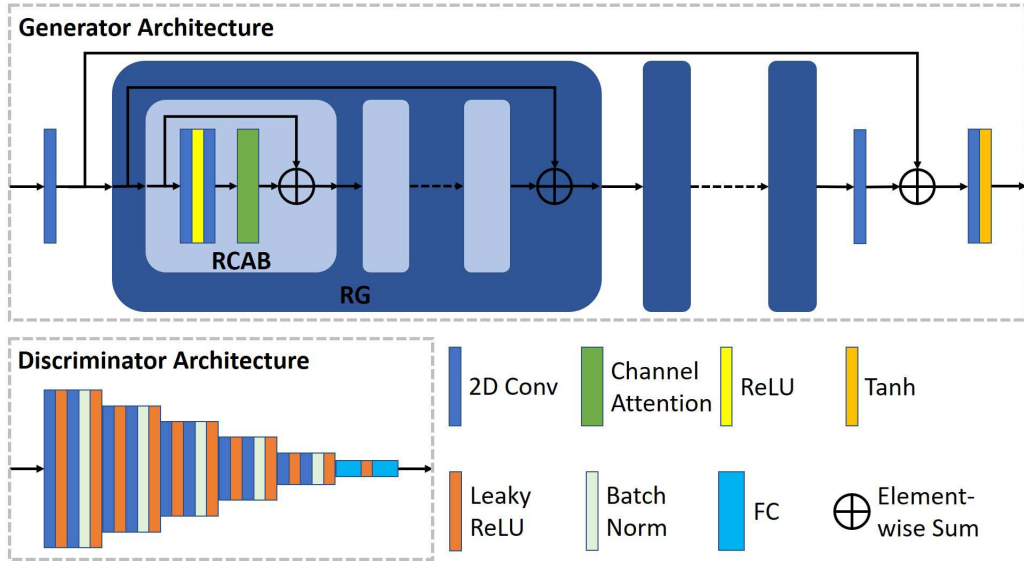 Generator Architecture
RCAB
RG
Discriminator Architecture
2D Conv
Channel
Attention
ReLU
Tanh
Leaky
ReLU
Batch
Norm
FC
Element-
wise Sum